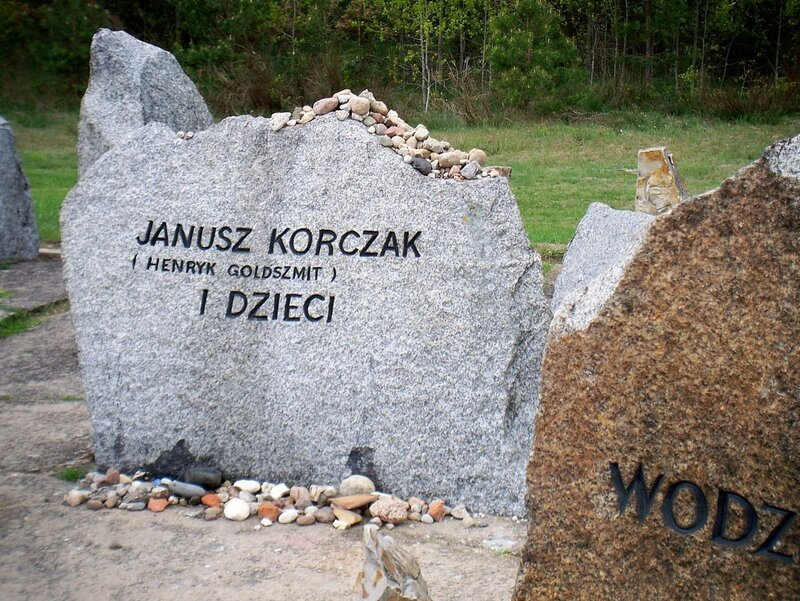 JANUSZ KORCZAK
( HENRYK GOLDSZMIT )
I DZIECI
WODZ